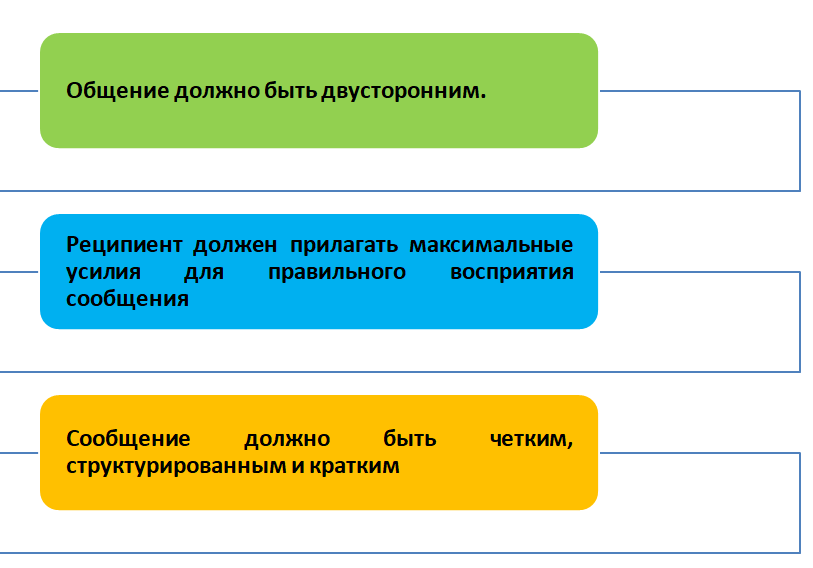 Общение должно быть двусторонним.
Реципиент должен прилагать максимальные
усилия для правильного восприятия
сообщения
Сообщение должно быть четким,
структурированным и кратким